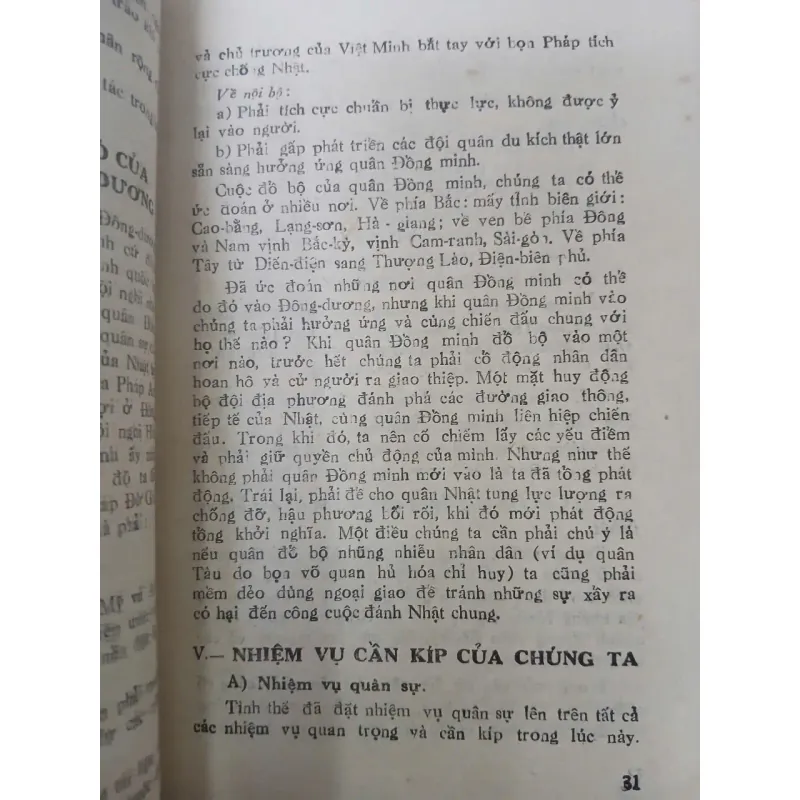 và chủ trương của Việt Minh bắt tay với bọn Pháp tích
cực chống Nhật.
Về nội bộ:
a) Phải tích cực chuẩn bị thực lực, không được ỷ
lại vào người.
b) Phải gấp phát triển các đội quân du kích thật lớn
sẵn sàng hưởng ứng quân Đồng minh.
Cuộc đổ bộ của quân Đồng minh, chúng ta có thể
ức đoán ở nhiều nơi. Về phía Bắc: mấy tỉnh biên giới:
Cao-bằng, Lạng-sơn, Hà - giang; về ven bể phía Đông
và Nam vịnh Bắc-kỳ, vịnh Cam-ranh, Sài-gòn. Về phía
Tây từ Diến-điện sang Thượng Lào, Điện-biên phủ.
Đã ức đoán những nơi quân Đồng minh có thể
do đó vào Đông-dương, nhưng khi quân Đồng minh vào
chúng ta phải hưởng ứng và cùng chiến đấu chung với
họ thế nào? Khi quân Đồng minh đổ bộ vào một
nơi nào, trước hết chúng ta phải cổ động nhân dân
hoan hô và cử người ra giao thiệp. Một mặt huy động
bộ đội địa phương đánh phá các đường giao thông,
tiếp tế của Nhật, cùng quân Đồng minh liên hiệp chiến
đấu. Trong khi đó, ta nên cố chiếm lấy các yếu điểm
và phải giữ quyền chủ động của mình. Nhưng như thế
không phải quân Đồng minh mới vào là ta đã tổng phát
động. Trái lại, phải để cho quân Nhật tung lực lượng ra
chống đỡ, hậu phương bối rối, khi đó mới phát động
tổng khởi nghĩa. Một điều chúng ta cần phải chú ý là
nếu quân đổ bộ nhũng nhiễu nhân dân (ví dụ quân
Tàu do bọn võ quan hủ hóa chỉ huy) ta cũng phải
mềm dẻo dùng ngoại giao để tránh những sự, xẩy ra
có hại đến công cuộc đánh Nhật chung.
V.— NHIỆM VỤ CẦN KÍP CỦA CHÚNG TA
A) Nhiệm vụ quân sự.
Tình thế đã đặt nhiệm vụ quân sự lên trên tất cả
các nhiệm vụ quan trọng và cần kíp trong lúc này.
31